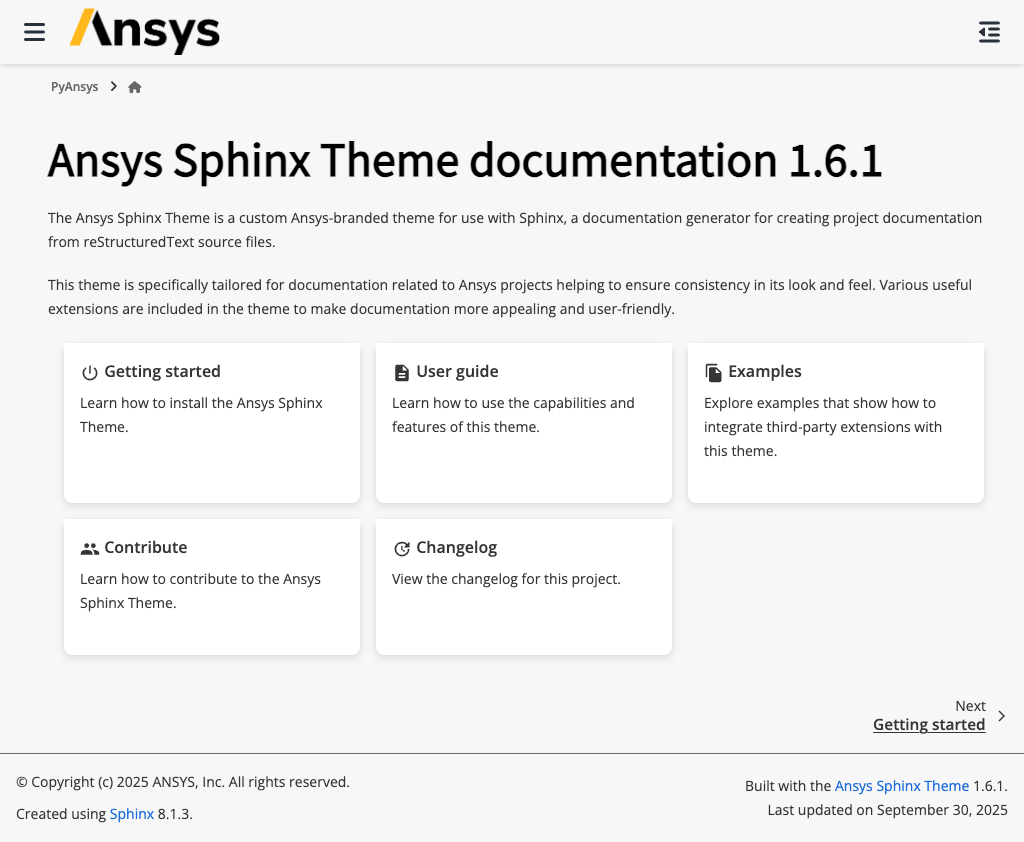 Ansys
PyAnsys
Ansys Sphinx Theme documentation 1.6.1
The Ansys Sphinx Theme is a custom Ansys-branded theme for use with Sphinx, a documentation generator for creating project documentation
from reStructuredText source files.
This theme is specifically tailored for documentation related to Ansys projects helping to ensure consistency in its look and feel. Various useful
extensions are included in the theme to make documentation more appealing and user-friendly.
Getting started
Learn how to install the Ansys Sphinx
Theme.
User guide
Learn how to use the capabilities and
features of this theme.
Examples
Explore examples that show how to
integrate third-party extensions with
this theme.
Contribute
Learn how to contribute to the Ansys
Sphinx Theme.
Changelog
View the changelog for this project.
Next
Getting started
© Copyright (c) 2025 ANSYS, Inc. All rights reserved.
Created using Sphinx 8.1.3.
Built with the Ansys Sphinx Theme 1.6.1.
Last updated on September 30, 2025